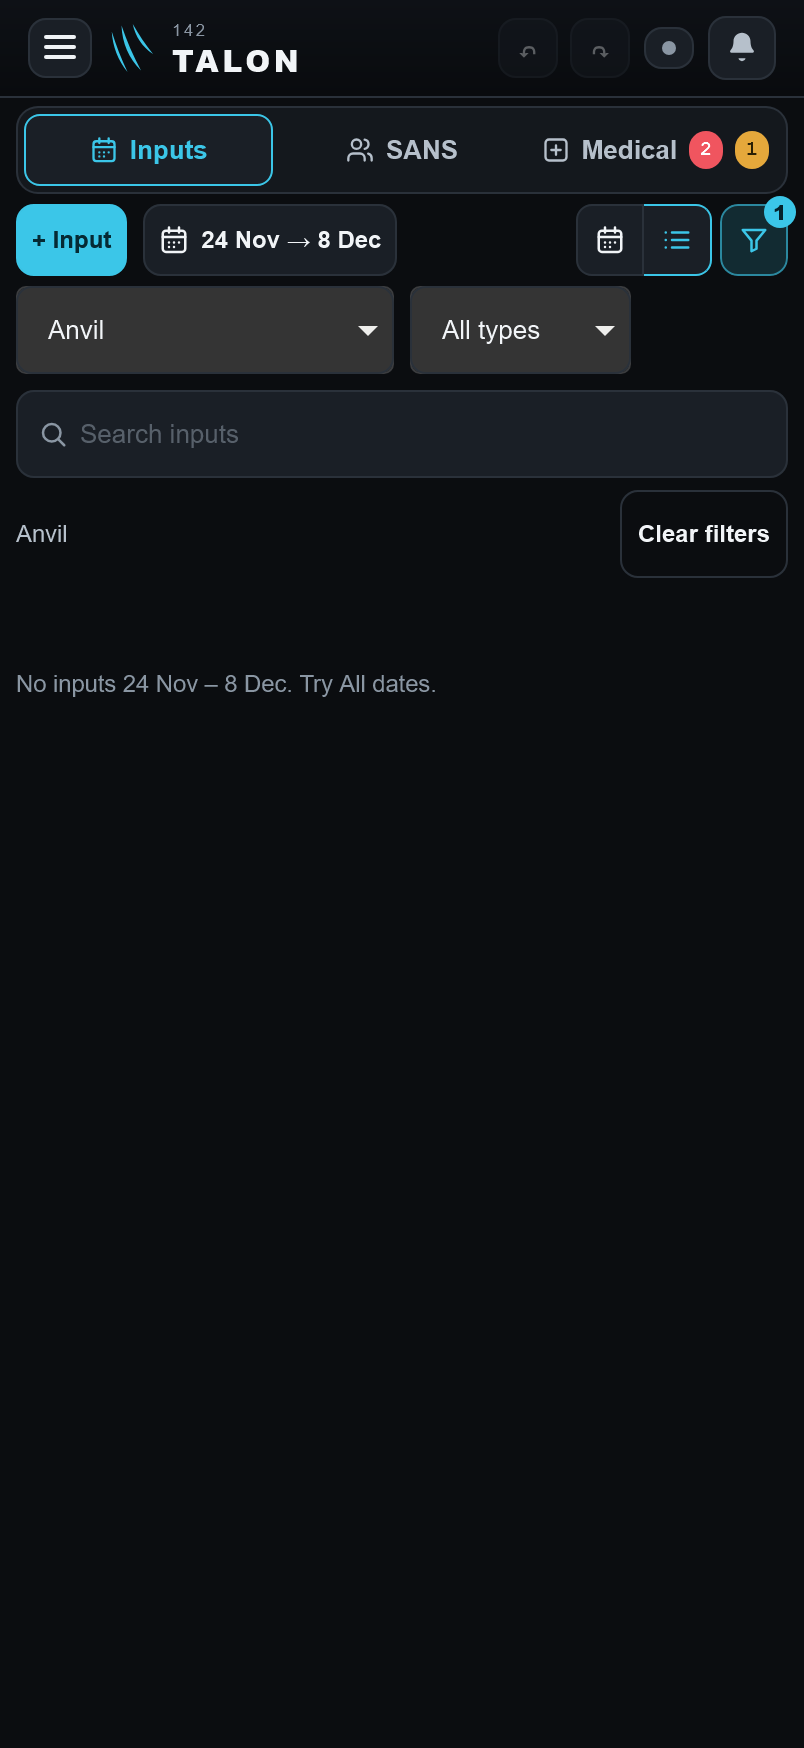 142
TALON
Inputs
SANS
Medical 2 1
+ Input
24 Nov → 8 Dec
1
Anvil
All types
Search inputs
Anvil
Clear filters
No inputs 24 Nov – 8 Dec. Try All dates.